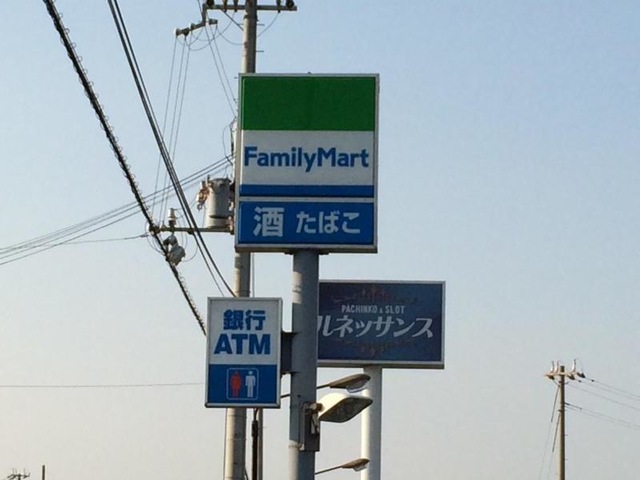 FamilyMart
酒 たばこ
銀行
ATM
PACHINKO & SLOT
ルネッサンス